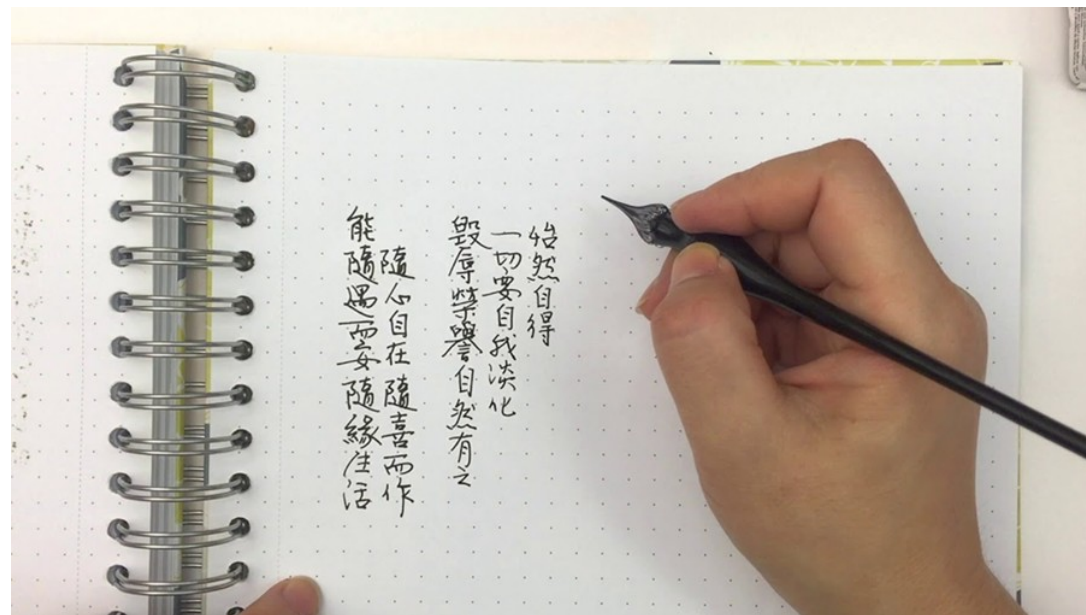 能隨遇而安隨緣生活
隨心自在 隨喜而作
毀辱榮譽自然有之
一切要自我淡化
怡然自得